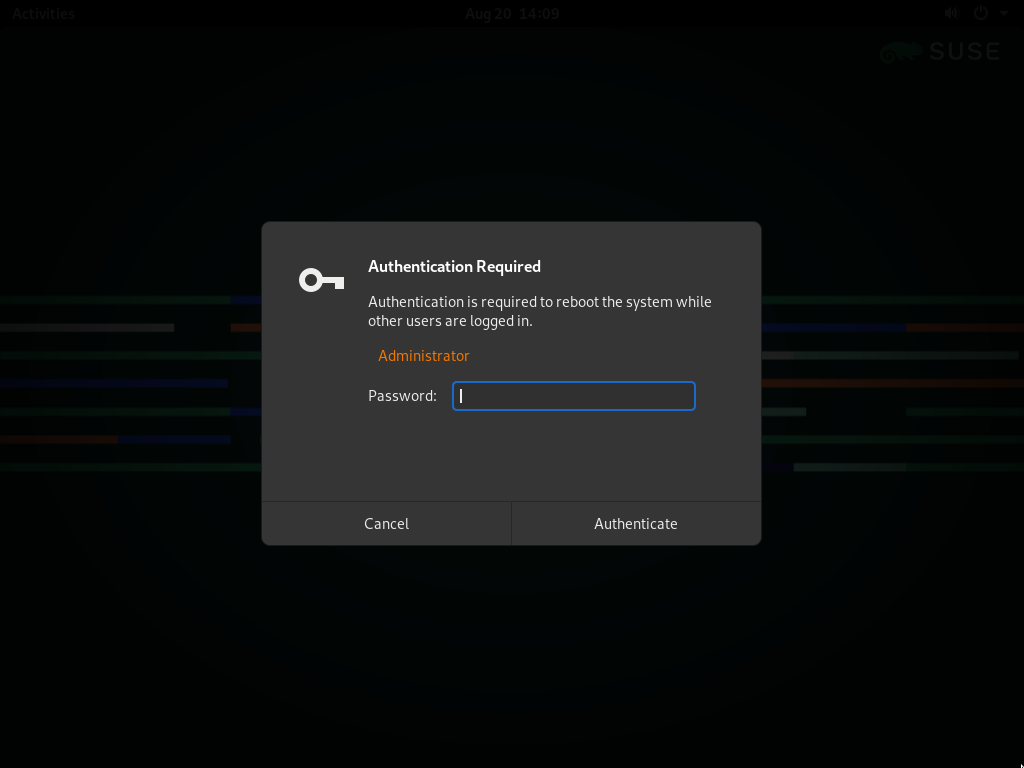 Activities
Aug 20 14:09
SUSE
Authentication Required
Authentication is required to reboot the system while
other users are logged in.
Administrator
Password:
Cancel
Authenticate